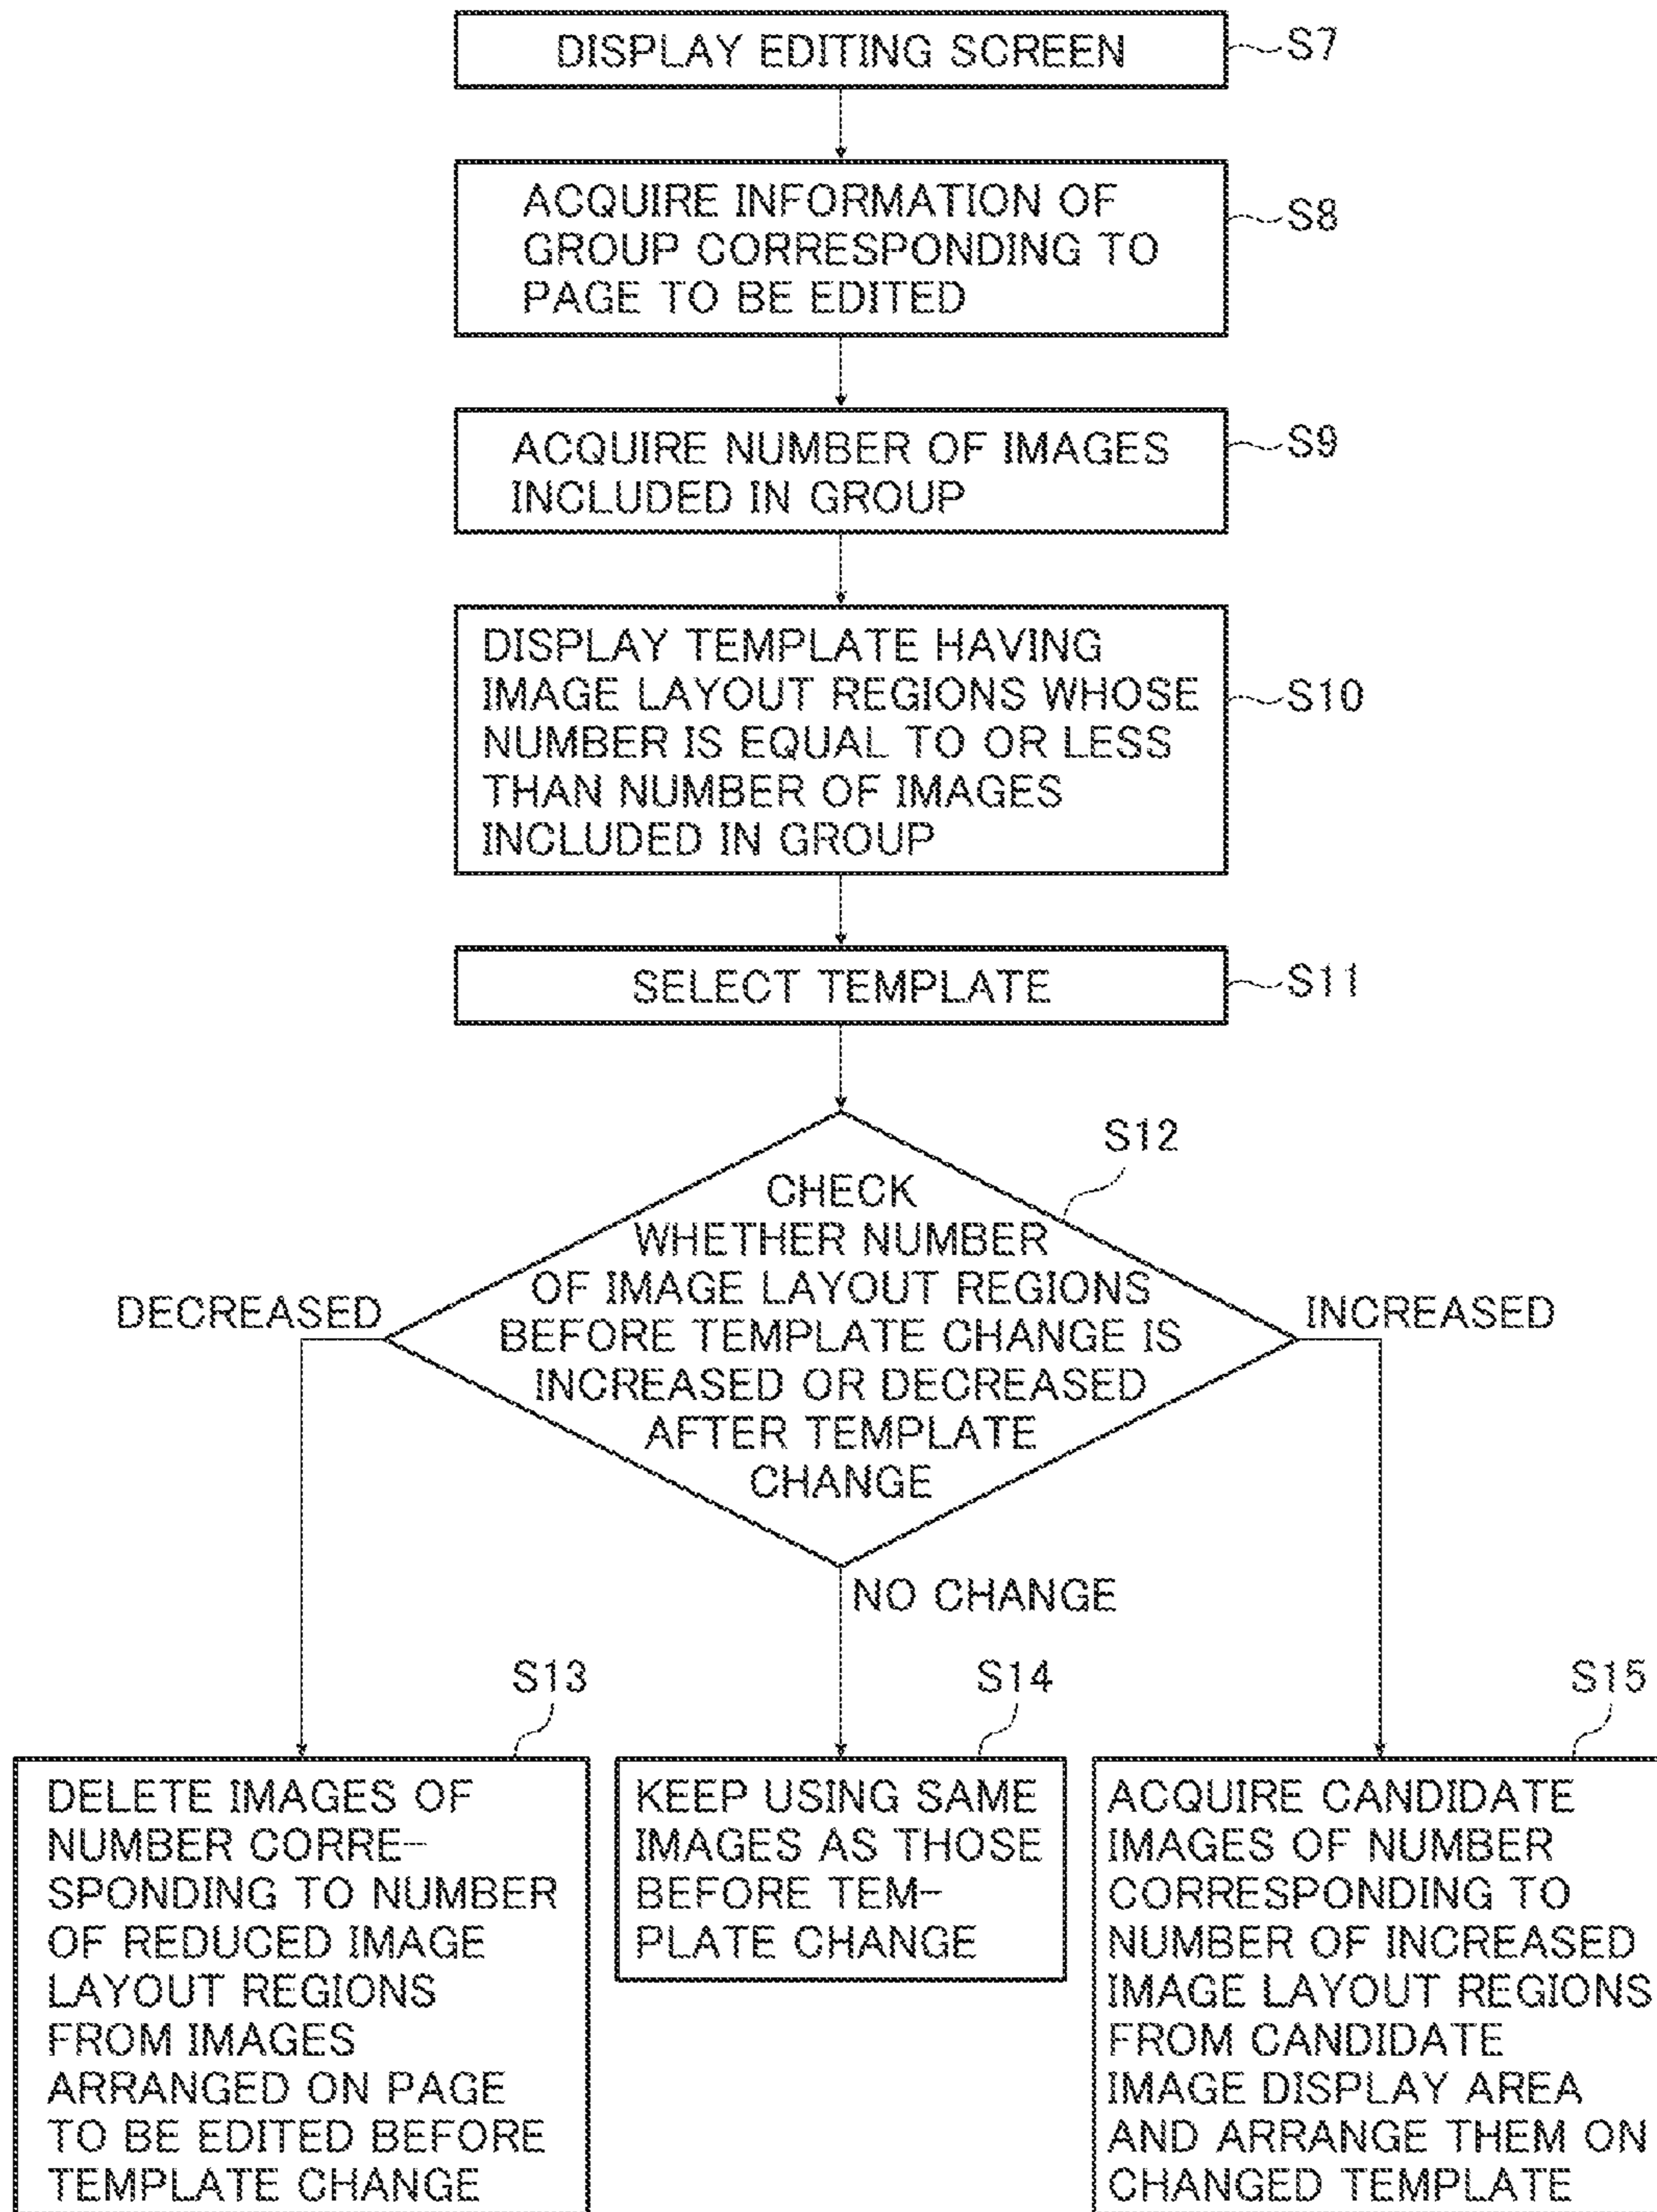 DISPLAY EDITING SCREEN
S7
ACQUIRE INFORMATION OF
GROUP CORRESPONDING TO
PAGE TO BE EDITED
S8
ACQUIRE NUMBER OF IMAGES
INCLUDED IN GROUP
S9
DISPLAY TEMPLATE HAVING
IMAGE LAYOUT REGIONS WHOSE
NUMBER IS EQUAL TO OR LESS
THAN NUMBER OF IMAGES
INCLUDED IN GROUP
S10
SELECT TEMPLATE
S11
S12
CHECK
WHETHER NUMBER
OF IMAGE LAYOUT REGIONS
BEFORE TEMPLATE CHANGE IS
INCREASED OR DECREASED
AFTER TEMPLATE
CHANGE
DECREASED
INCREASED
NO CHANGE
S13
DELETE IMAGES OF
NUMBER CORRE-
SPONDING TO NUMBER
OF REDUCED IMAGE
LAYOUT REGIONS
FROM IMAGES
ARRANGED ON PAGE
TO BE EDITED BEFORE
TEMPLATE CHANGE
S14
KEEP USING SAME
IMAGES AS THOSE
BEFORE TEM-
PLATE CHANGE
S15
ACQUIRE CANDIDATE
IMAGES OF NUMBER
CORRESPONDING TO
NUMBER OF INCREASED
IMAGE LAYOUT REGIONS
FROM CANDIDATE
IMAGE DISPLAY AREA
AND ARRANGE THEM ON
CHANGED TEMPLATE